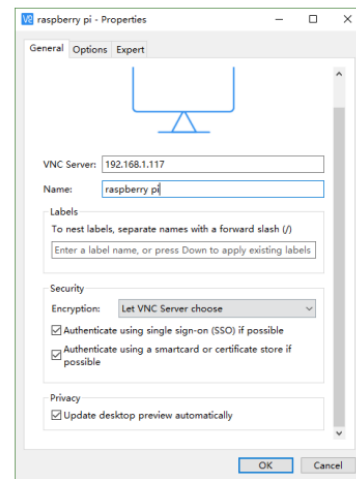 V2 raspberry pi - Properties
General Options Expert
VNC Server: 192.168.1.117
Name: raspberry pi
Labels
To nest labels, separate names with a forward slash (/)
Enter a label name, or press Down to apply existing labels
Security
Encryption: Let VNC Server choose
Authenticate using single sign-on (SSO) if possible
Authenticate using a smartcard or certificate store if
possible
Privacy
Update desktop preview automatically
OK Cancel